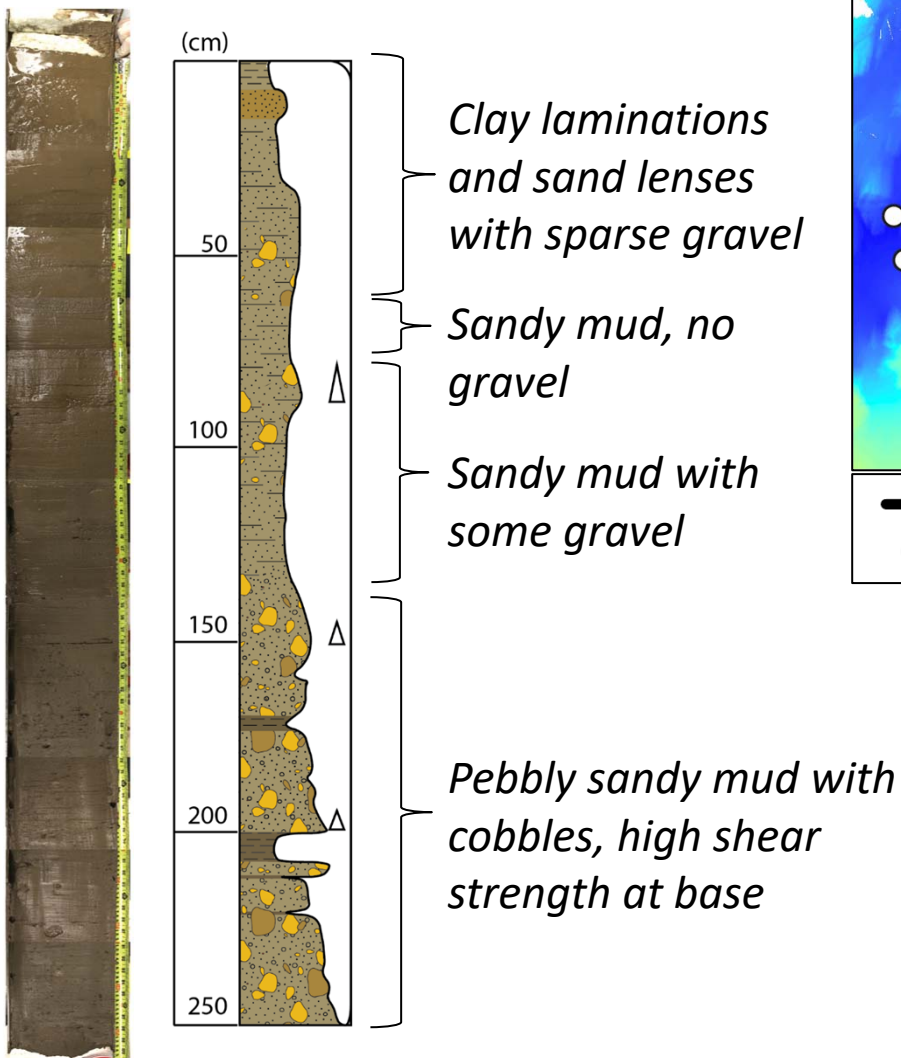 (cm)
50
100
150
200
250
Clay laminations
and sand lenses
with sparse gravel
Sandy mud, no
gravel
Sandy mud with
some gravel
Pebbly sandy mud with
cobbles, high shear
strength at base